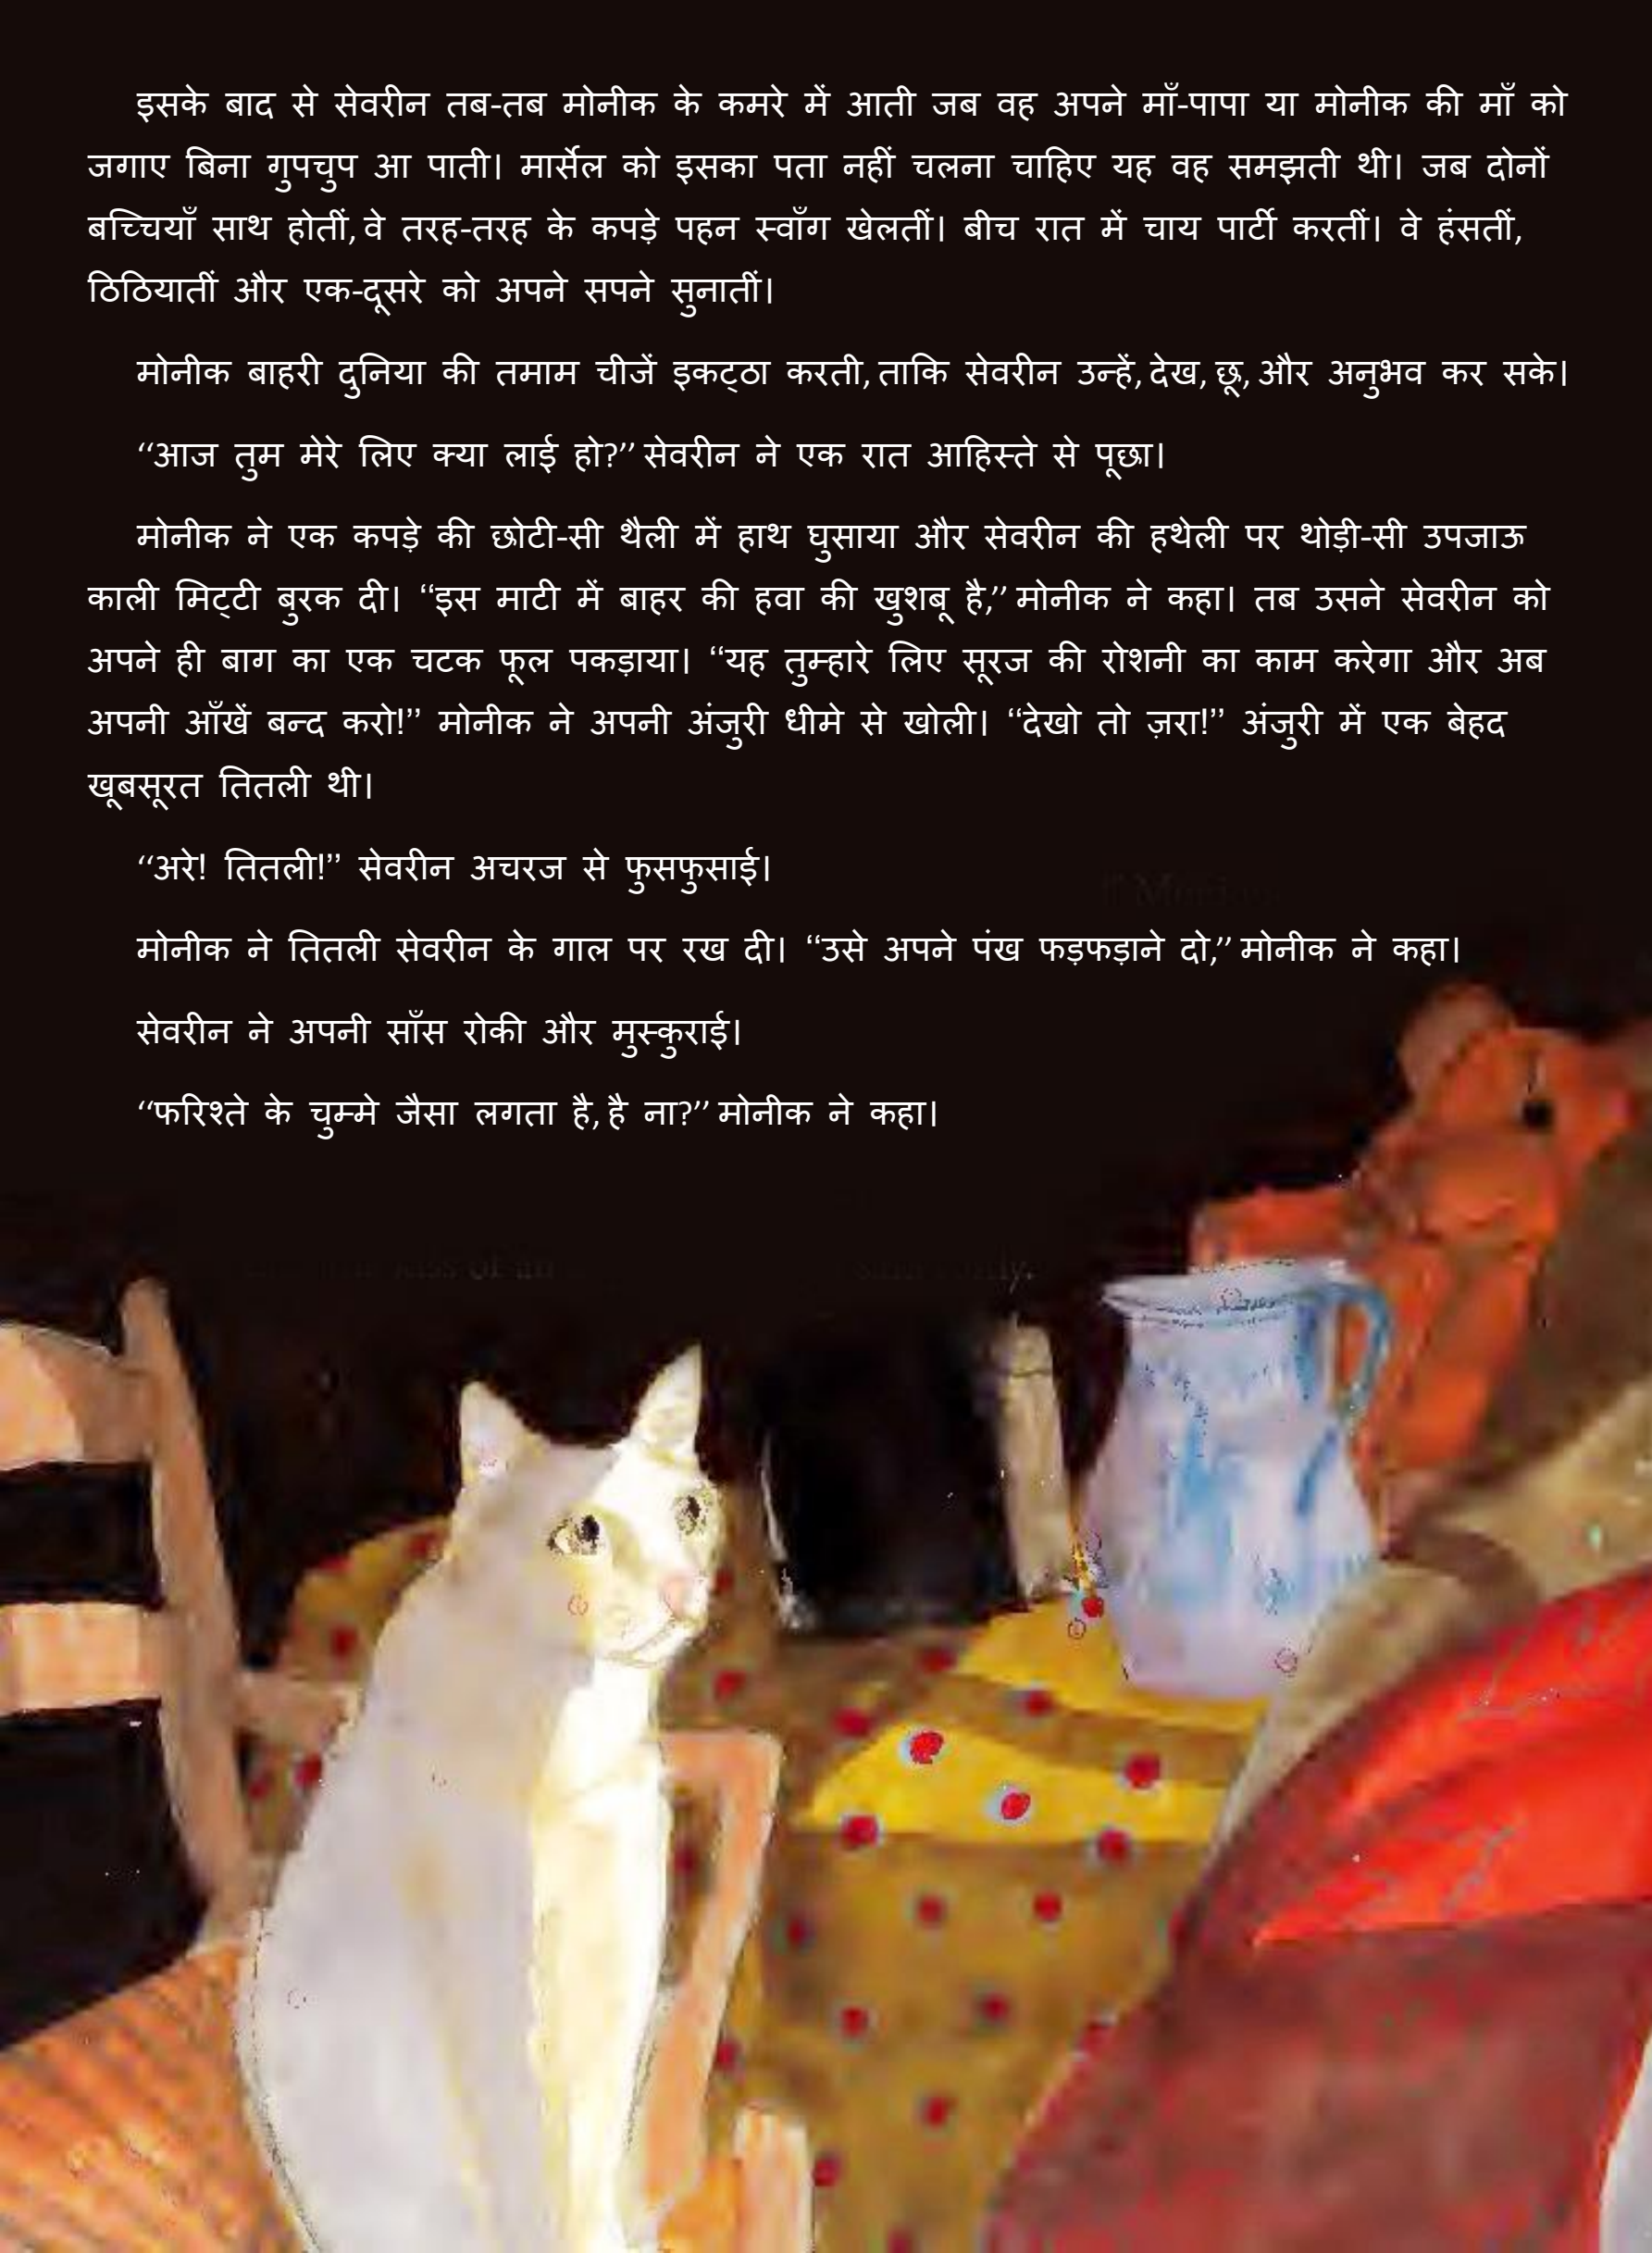 इसके बाद से सेवरीन तब-तब मोनीक के कमरे में आती जब वह अपने माँ-पापा या मोनीक की माँ को
जगाए बिना गुपचुप आ पाती। मार्सेल को इसका पता नहीं चलना चाहिए यह वह समझती थी। जब दोनों
बच्चियाँ साथ होतीं, वे तरह-तरह के कपड़े पहन स्वाँग खेलतीं। बीच रात में चाय पार्टी करतीं। वे हंसतीं,
ठिठियातीं और एक-दूसरे को अपने सपने सुनातीं।
मोनीक बाहरी दुनिया की तमाम चीजें इकट्ठा करती, ताकि सेवरीन उन्हें, देख, छू, और अनुभव कर सके।
“आज तुम मेरे लिए क्या लाई हो?” सेवरीन ने एक रात आहिस्ते से पूछा।
मोनीक ने एक कपड़े की छोटी-सी थैली में हाथ घुसाया और सेवरीन की हथेली पर थोड़ी-सी उपजाऊ
काली मिट्टी बुरक दी। “इस माटी में बाहर की हवा की खुशबू है,” मोनीक ने कहा। तब उसने सेवरीन को
अपने ही बाग का एक चटक फूल पकड़ाया। “यह तुम्हारे लिए सूरज की रोशनी का काम करेगा और अब
अपनी आँखें बन्द करो!” मोनीक ने अपनी अंजुरी धीमे से खोली। “देखो तो ज़रा!” अंजुरी में एक बेहद
खूबसूरत तितली थी।
“अरे! तितली!” सेवरीन अचरज से फुसफुसाई।
मोनीक ने तितली सेवरीन के गाल पर रख दी। “उसे अपने पंख फड़फड़ाने दो,” मोनीक ने कहा।
सेवरीन ने अपनी साँस रोकी और मुस्कुराई।
“फरिश्ते के चुम्मे जैसा लगता है, है ना?” मोनीक ने कहा।